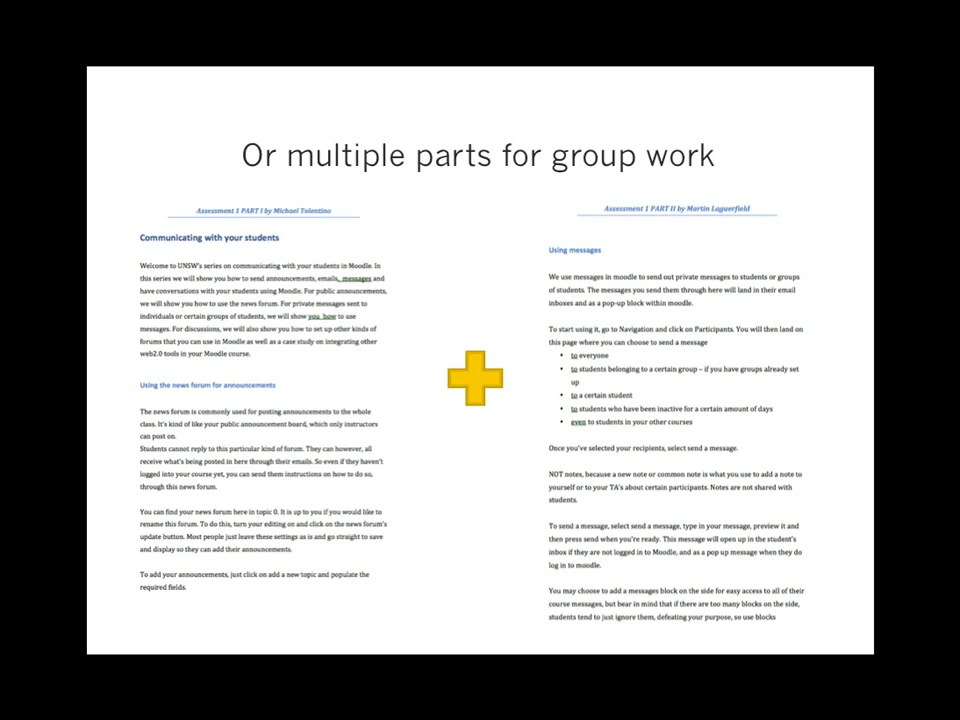 Or multiple parts for group work
Assessment 1 PART I by Michael Tolentino
Communicating with your students
Welcome to UNSW's series on communicating with your students in Moodle. In
this series we will show you how to send announcements, emails, messages and
have conversations with your students using Moodle. For public announcements,
we will show you how to use the news forum. For private messages sent to
individuals or certain groups of students, we will show you how to use
messages. For discussions, we will also show you how to set up other kinds of
forums that you can use in Moodle as well as a case study on integrating other
web2.0 tools in your Moodle course.
Using the news forum for announcements
The news forum is commonly used for posting announcements to the whole
class. It's kind of like your public announcement board, which only instructors
can post on.
Students cannot reply to this particular kind of forum. They can however, all
receive what's being posted in here through their emails. So even if they haven't
logged into your course yet, you can send them instructions on how to do so,
through this news forum.
You can find your news forum here in topic 0. It is up to you if you would like to
rename this forum. To do this, turn your editing on and click on the news forum's
update button. Most people just leave these settings as is and go straight to save
and display so they can add their announcements.
To add your announcements, just click on add a new topic and populate the
required fields.
Assessment 1 PART II by Martin Laguerfield
Using messages
We use messages in moodle to send out private messages to students or groups
of students. The messages you send them through here will land in their email
inboxes and as a pop-up block within moodle.
To start using it, go to Navigation and click on Participants. You will then land on
this page where you can choose to send a message
• to everyone
• to students belonging to a certain group – if you have groups already set
up
• to a certain student
• to students who have been inactive for a certain amount of days
• even to students in your other courses
Once you've selected your recipients, select send a message.
NOT notes, because a new note or common note is what you use to add a note to
yourself or to your TA's about certain participants. Notes are not shared with
students.
To send a message, select send a message, type in your message, preview it and
then press send when you're ready. This message will open up in the student's
inbox if they are not logged in to Moodle, and as a pop up message when they do
log in to moodle.
You may choose to add a messages block on the side for easy access to all of their
course messages, but bear in mind that if there are too many blocks on the side,
students tend to just ignore them, defeating your purpose, so use blocks